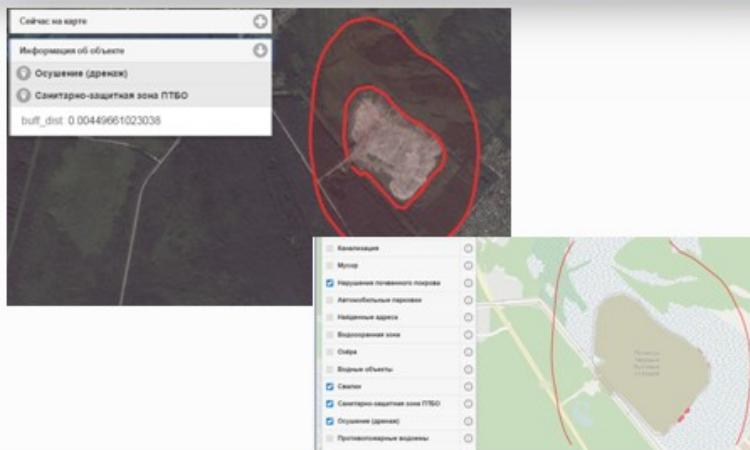 Сейчас на карте
Информация об объекте
Осушение (дренаж)
Санитарно-защитная зона ПТБО
buff_dist 0.00449661023038
Канализация
Мусор
Нарушения почвенного покрова
Автомобильные парковки
Найденные адреса
Водоохранная зона
Озёра
Водные объекты
Свалки
Санитарно-защитная зона ПТБО
Осушение (дренаж)
Противопожарные водоемы